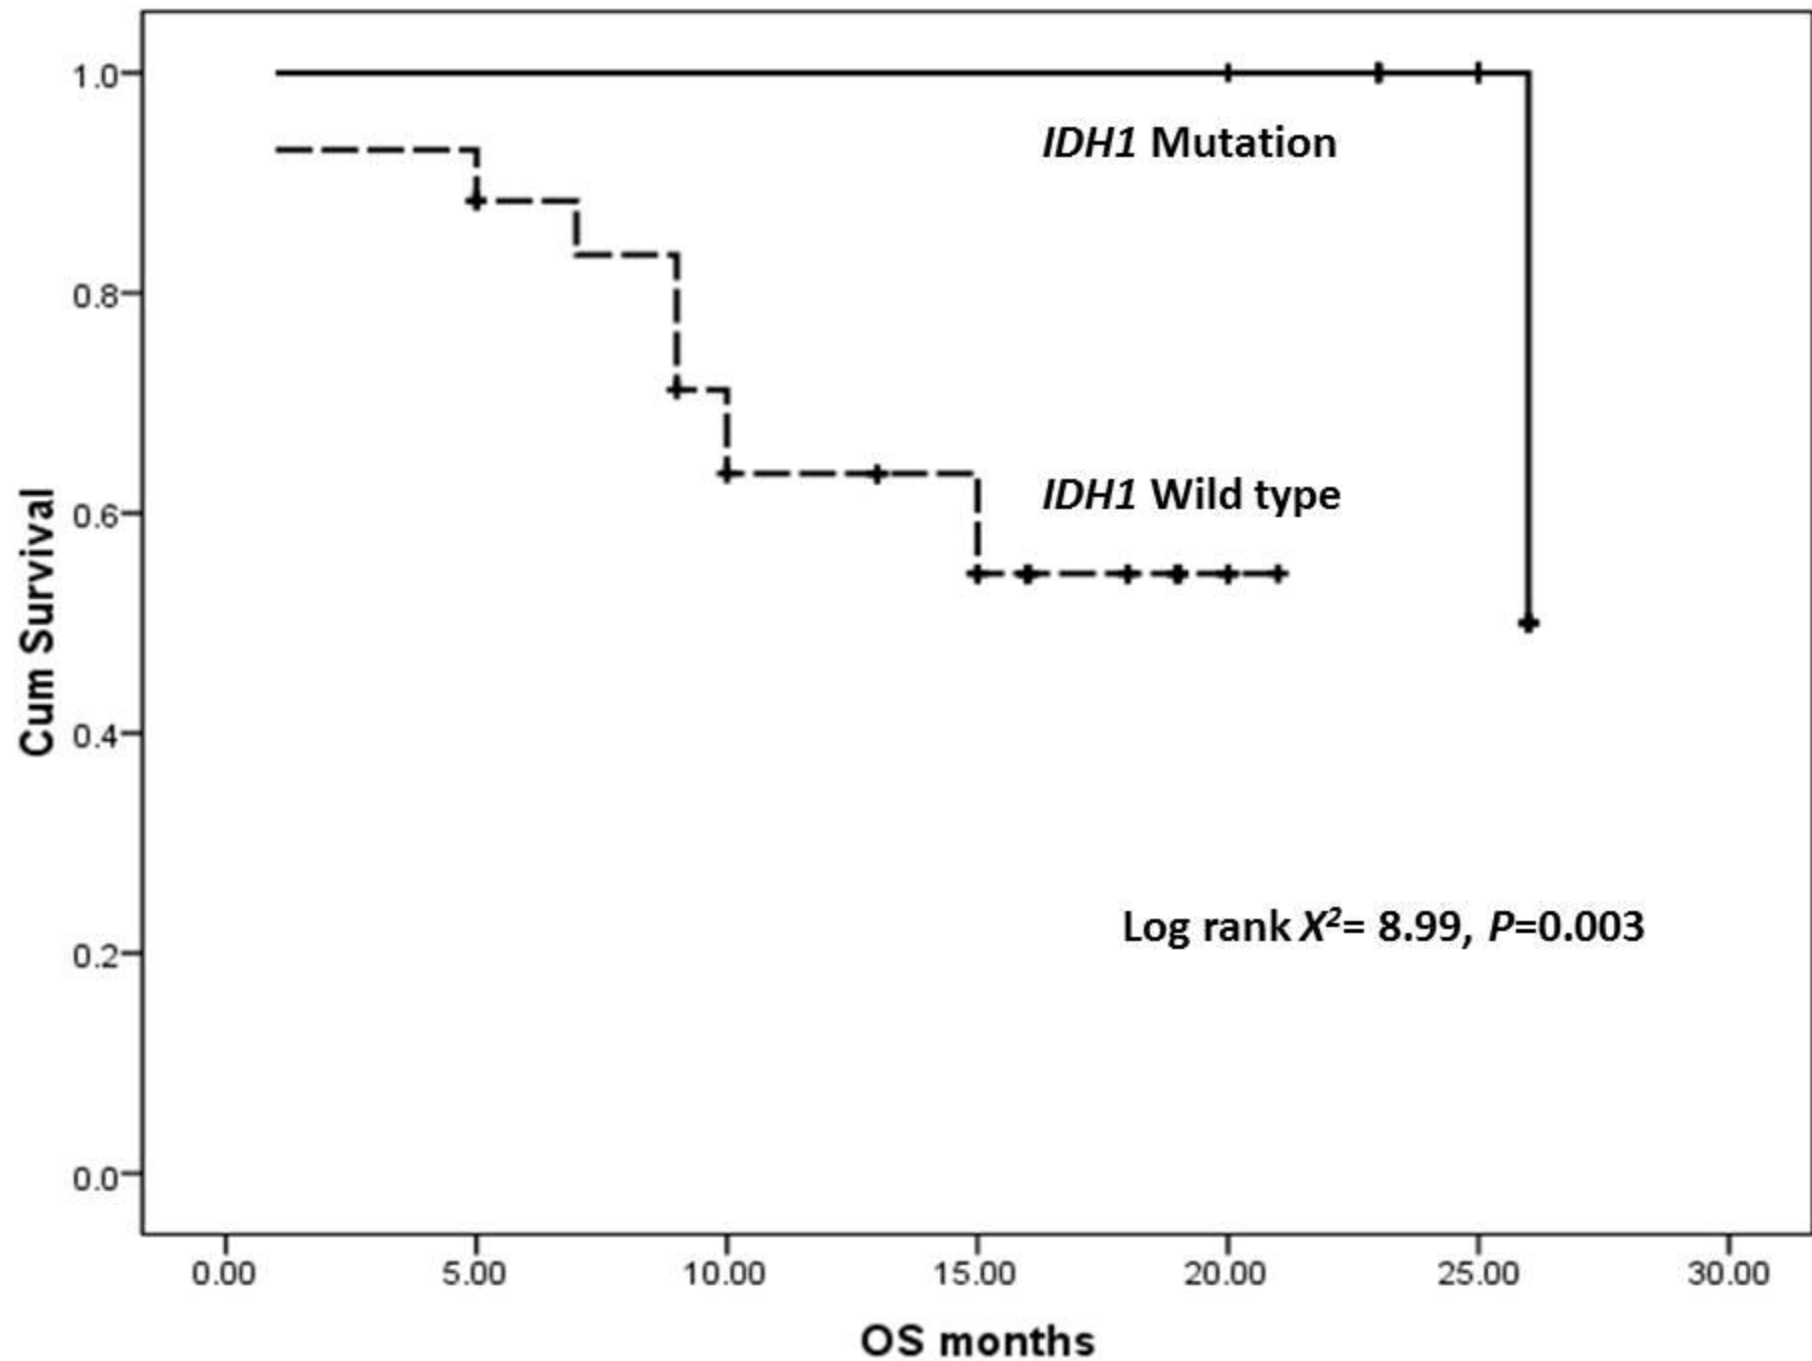 1.0
IDH1 Mutation
0.8
IDH1 Wild type
0.6
Cum Survival
0.4
Log rank X²= 8.99, P=0.003
0.2
0.0
0.00 5.00 10.00 15.00 20.00 25.00 30.00
OS months